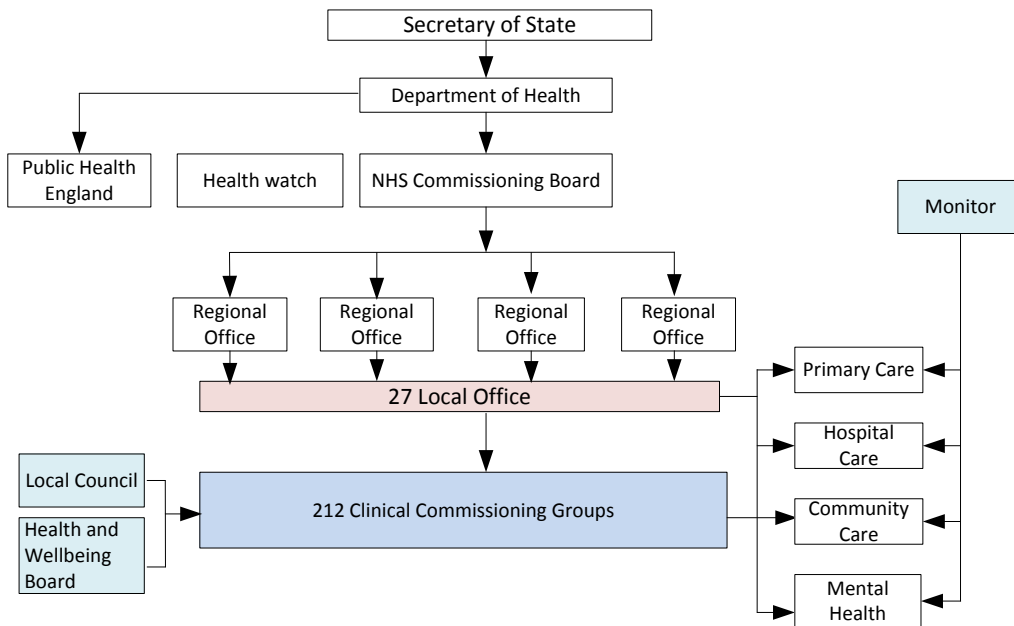 Secretary of State
Department of Health
Public Health
England
Health watch
NHS Commissioning Board
Monitor
Regional
Office
Regional
Office
Regional
Office
Regional
Office
Primary Care
27 Local Office
Hospital
Care
Local Council
212 Clinical Commissioning Groups
Community
Care
Health and
Wellbeing
Board
Mental
Health